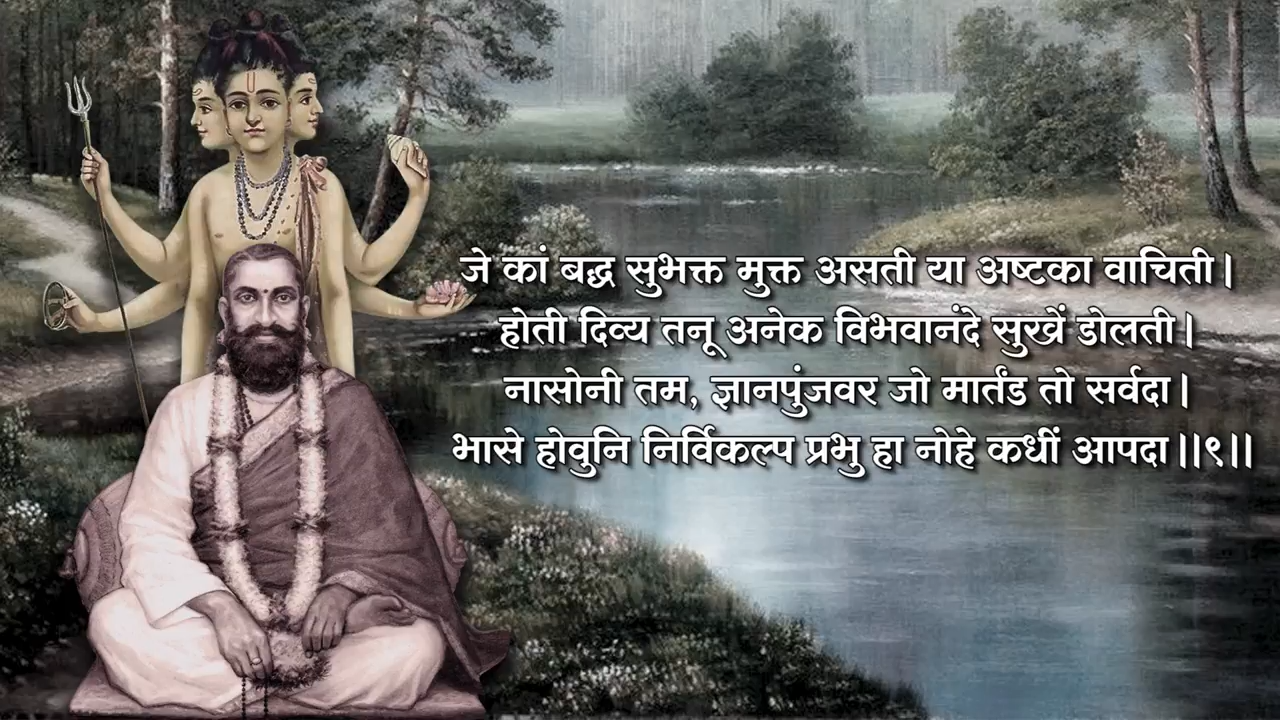 जे कां बद्ध सुभक्त मुक्त असती या अष्टका वाचिती।
होती दिव्य तनू अनेक विभवानंदे सुखें डोलती।
नासोनी तम, ज्ञानपुंजवर जो मार्तंड तो सर्वदा।
भासे होवुनि निर्विकल्प प्रभु हा नोहे कधीं आपदा॥९॥